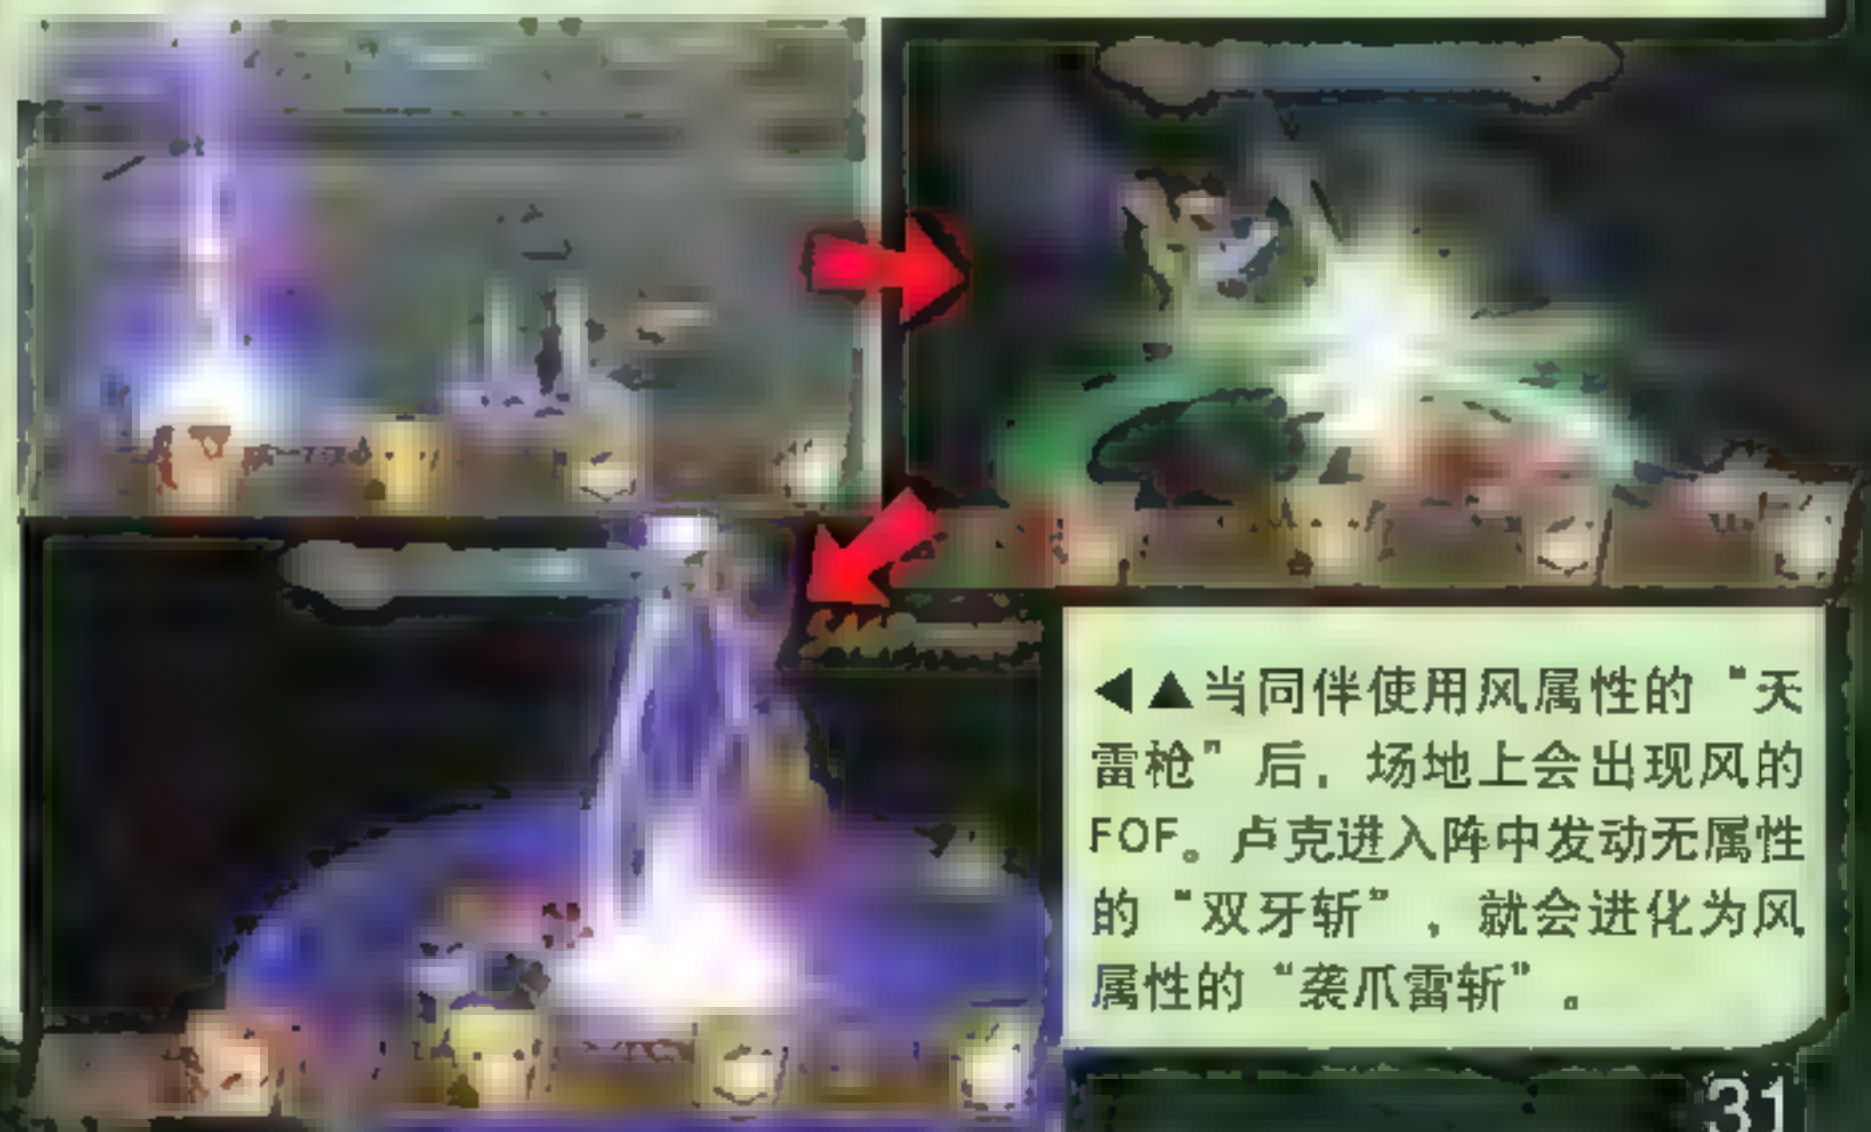 ◀▲当同伴使用风属性的“天
雷枪”后，场地上会出现风的
FOF。卢克进入阵中发动无属性
的“双牙斩”，就会进化为风
属性的“袭爪雷斩”。
31